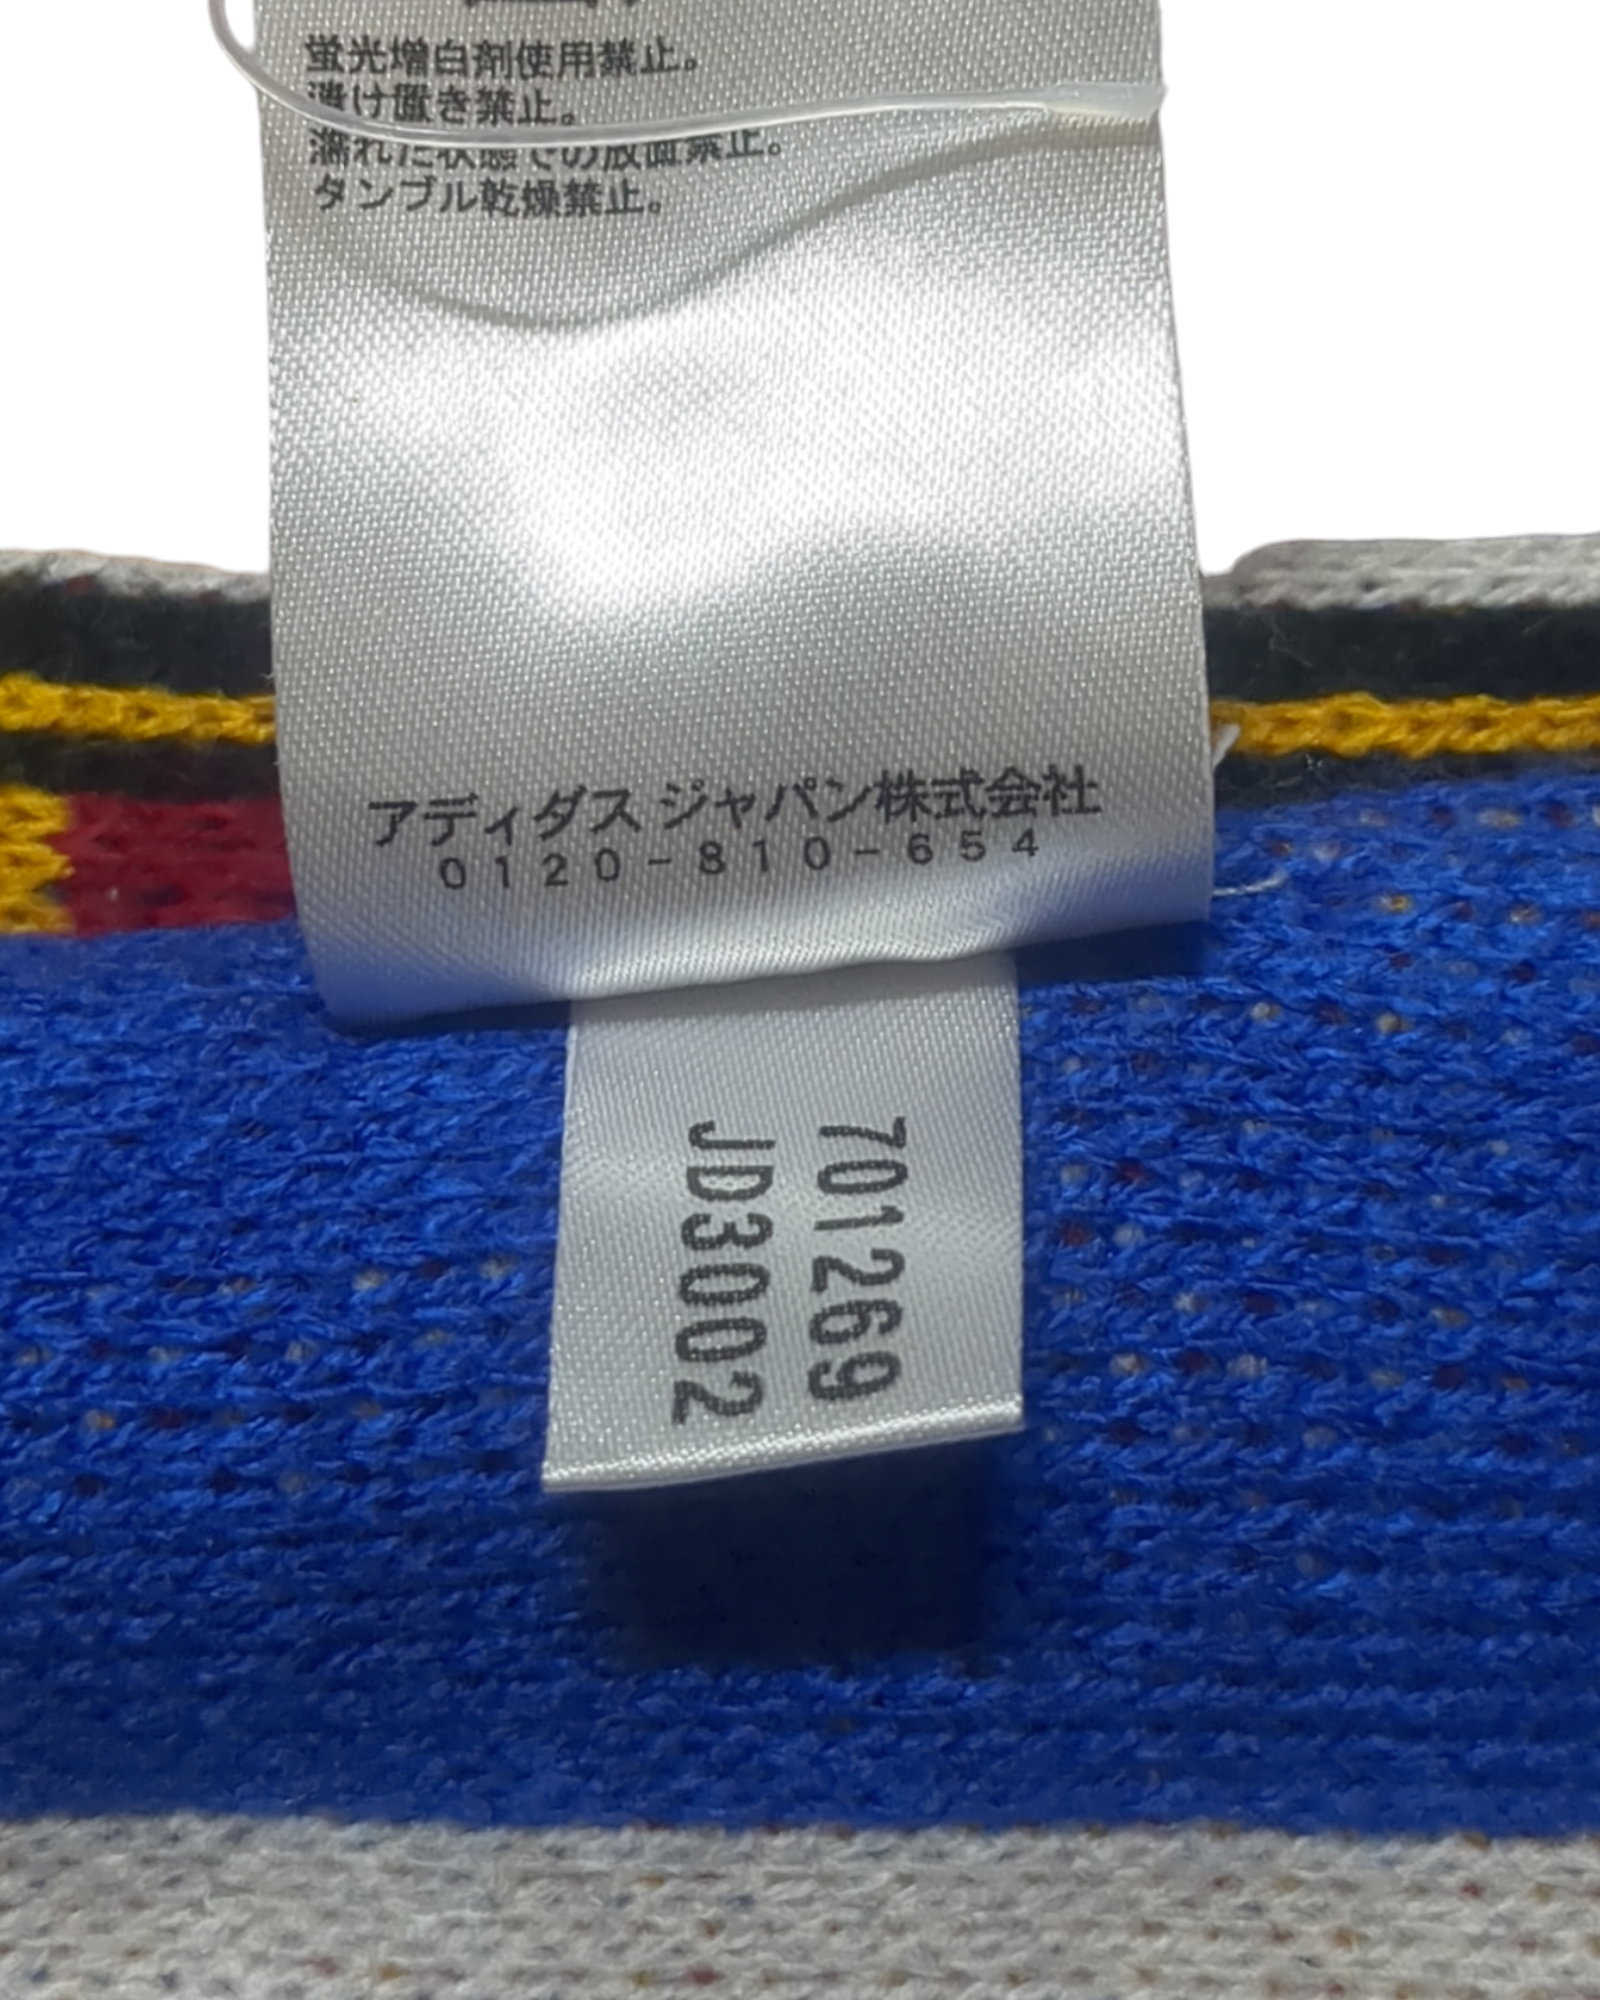 蛍光増白剤使用禁止。
漬け置き禁止。
濡れた状態での放置禁止。
タンブル乾燥禁止。
アディダス ジャパン株式会社
0120-810-654
701269
JD3002